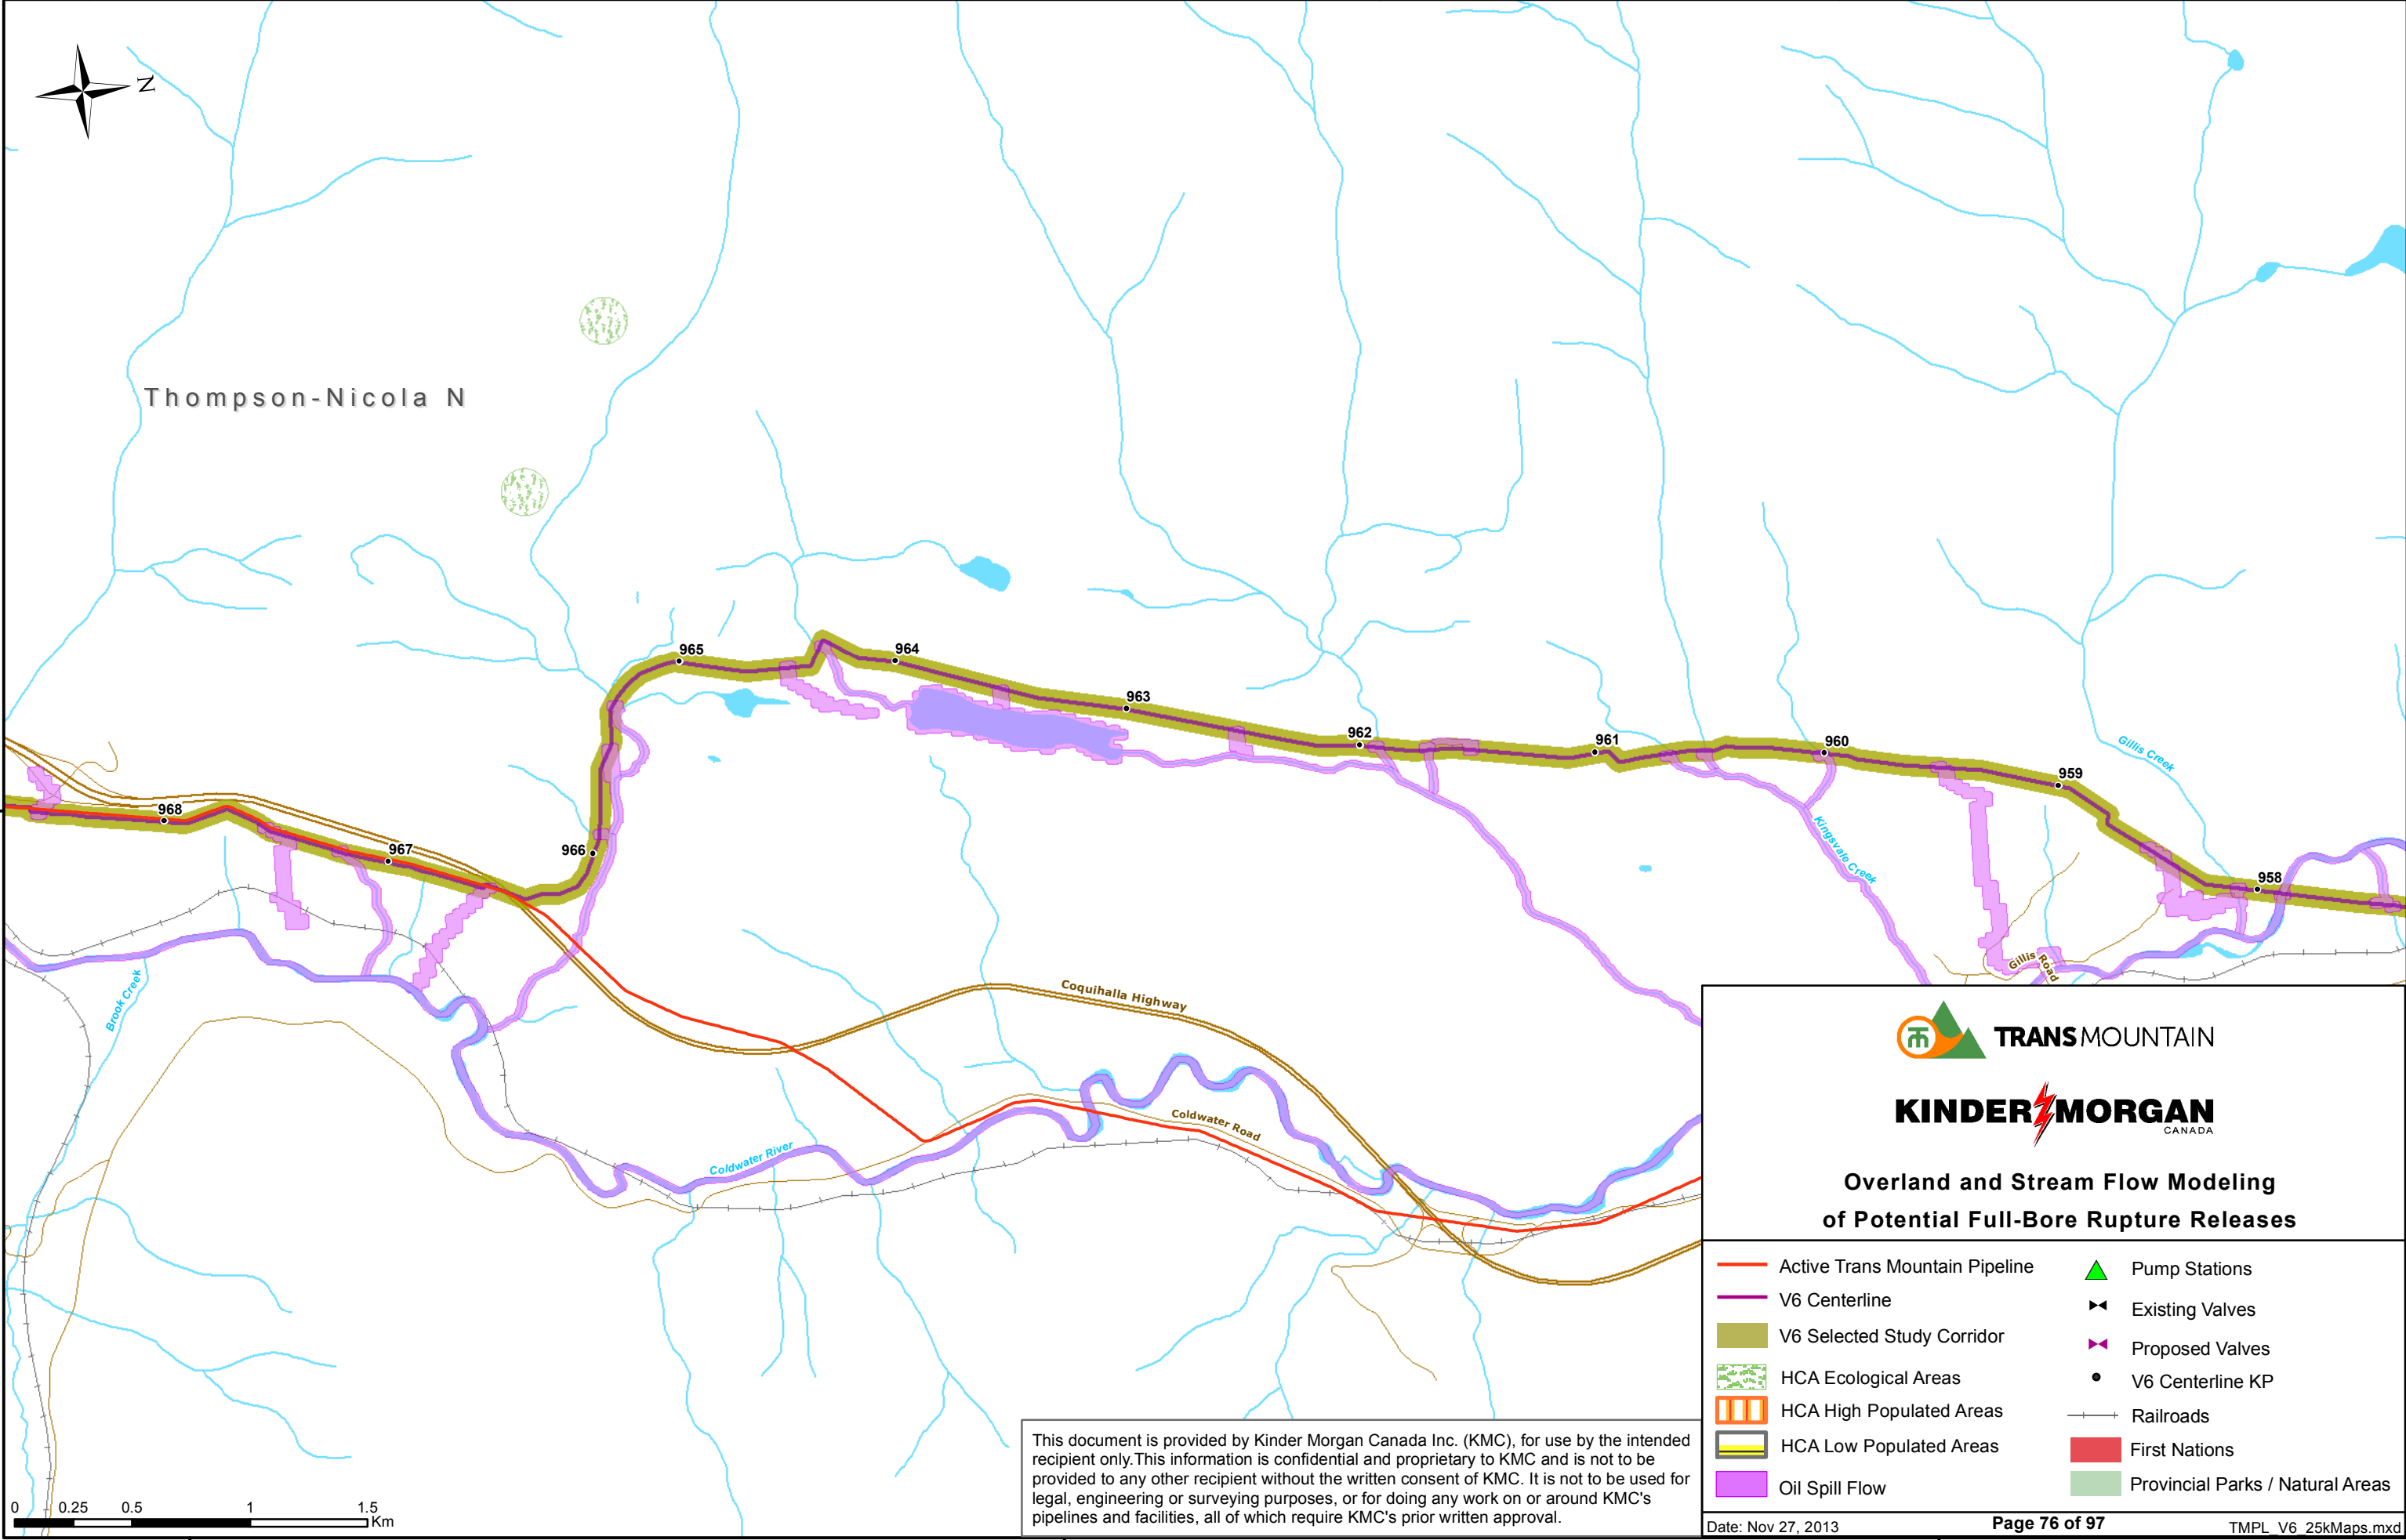 N
Thompson-Nicola N
965
964
963
962
961
960
959
958
966
967
968
Gillis Creek
Kingsvale Creek
Gillis Road
Brook Creek
Coquihalla Highway
Coldwater Road
Coldwater River
TRANSMOUNTAIN
KINDER MORGAN
CANADA
Overland and Stream Flow Modeling
of Potential Full-Bore Rupture Releases
Active Trans Mountain Pipeline
V6 Centerline
V6 Selected Study Corridor
HCA Ecological Areas
HCA High Populated Areas
HCA Low Populated Areas
Oil Spill Flow
Pump Stations
Existing Valves
Proposed Valves
V6 Centerline KP
Railroads
First Nations
Provincial Parks / Natural Areas
This document is provided by Kinder Morgan Canada Inc. (KMC), for use by the intended
recipient only.This information is confidential and proprietary to KMC and is not to be
provided to any other recipient without the written consent of KMC. It is not to be used for
legal, engineering or surveying purposes, or for doing any work on or around KMC's
pipelines and facilities, all of which require KMC's prior written approval.
0 0.25 0.5 1 1.5
Km
Date: Nov 27, 2013
Page 76 of 97
TMPL_V6_25kMaps.mxd